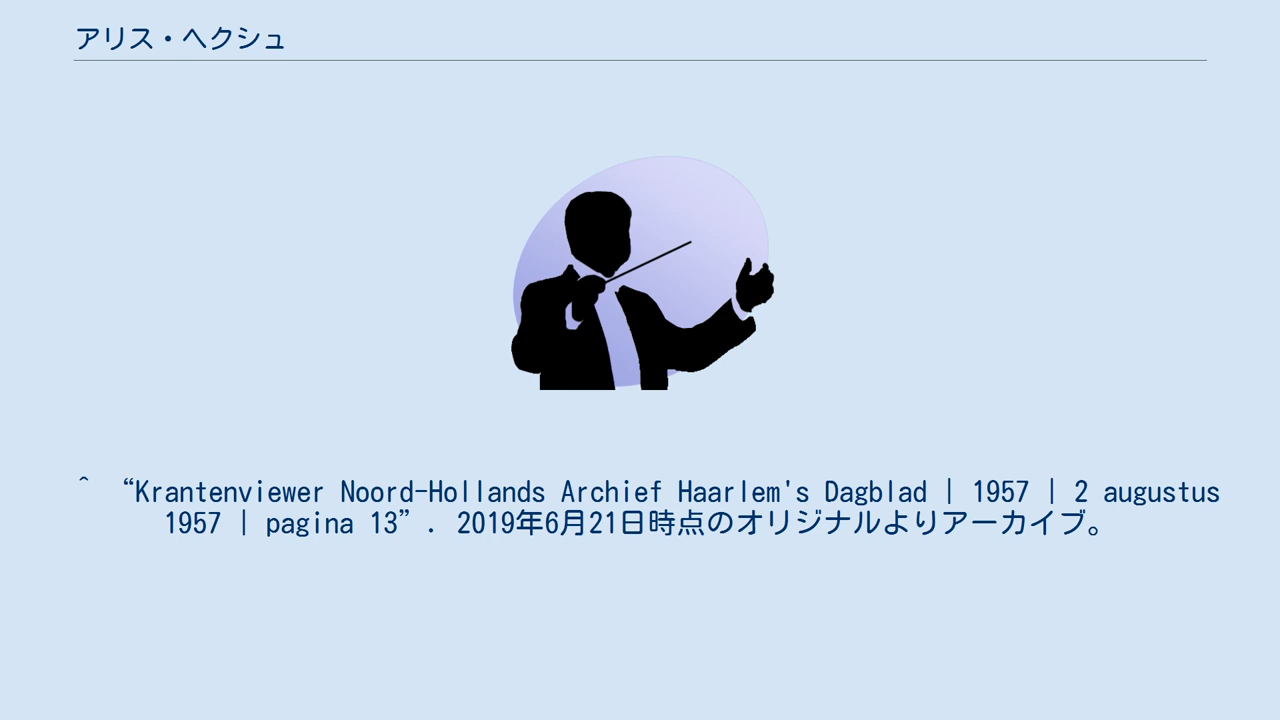 アリス・ヘクシュ
^ “Krantenviewer Noord-Hollands Archief Haarlem's Dagblad | 1957 | 2 augustus
1957 | pagina 13”. 2019年6月21日時点のオリジナルよりアーカイブ。